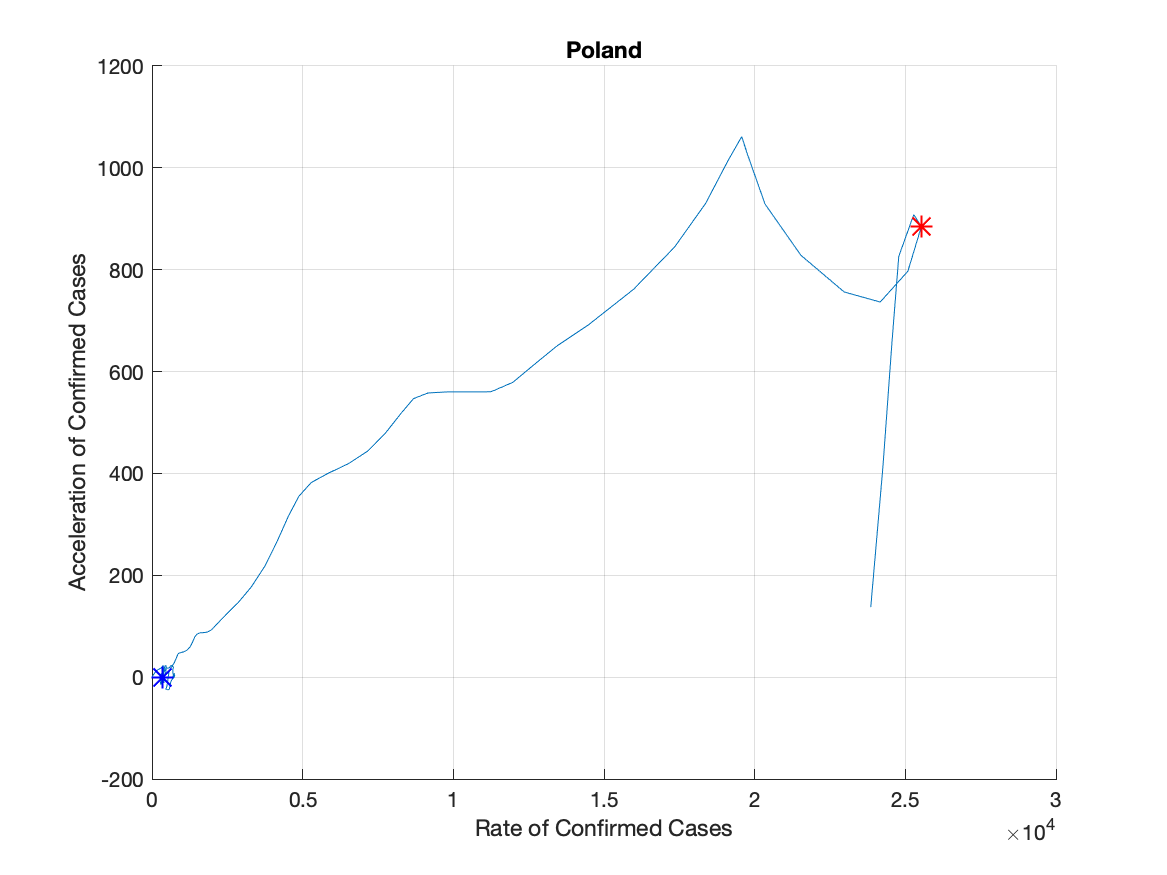 Poland
1200
1000
800
600
400
200
0
-200
Acceleration of Confirmed Cases
0 0.5 1 1.5 2 2.5 3
×10^4
Rate of Confirmed Cases